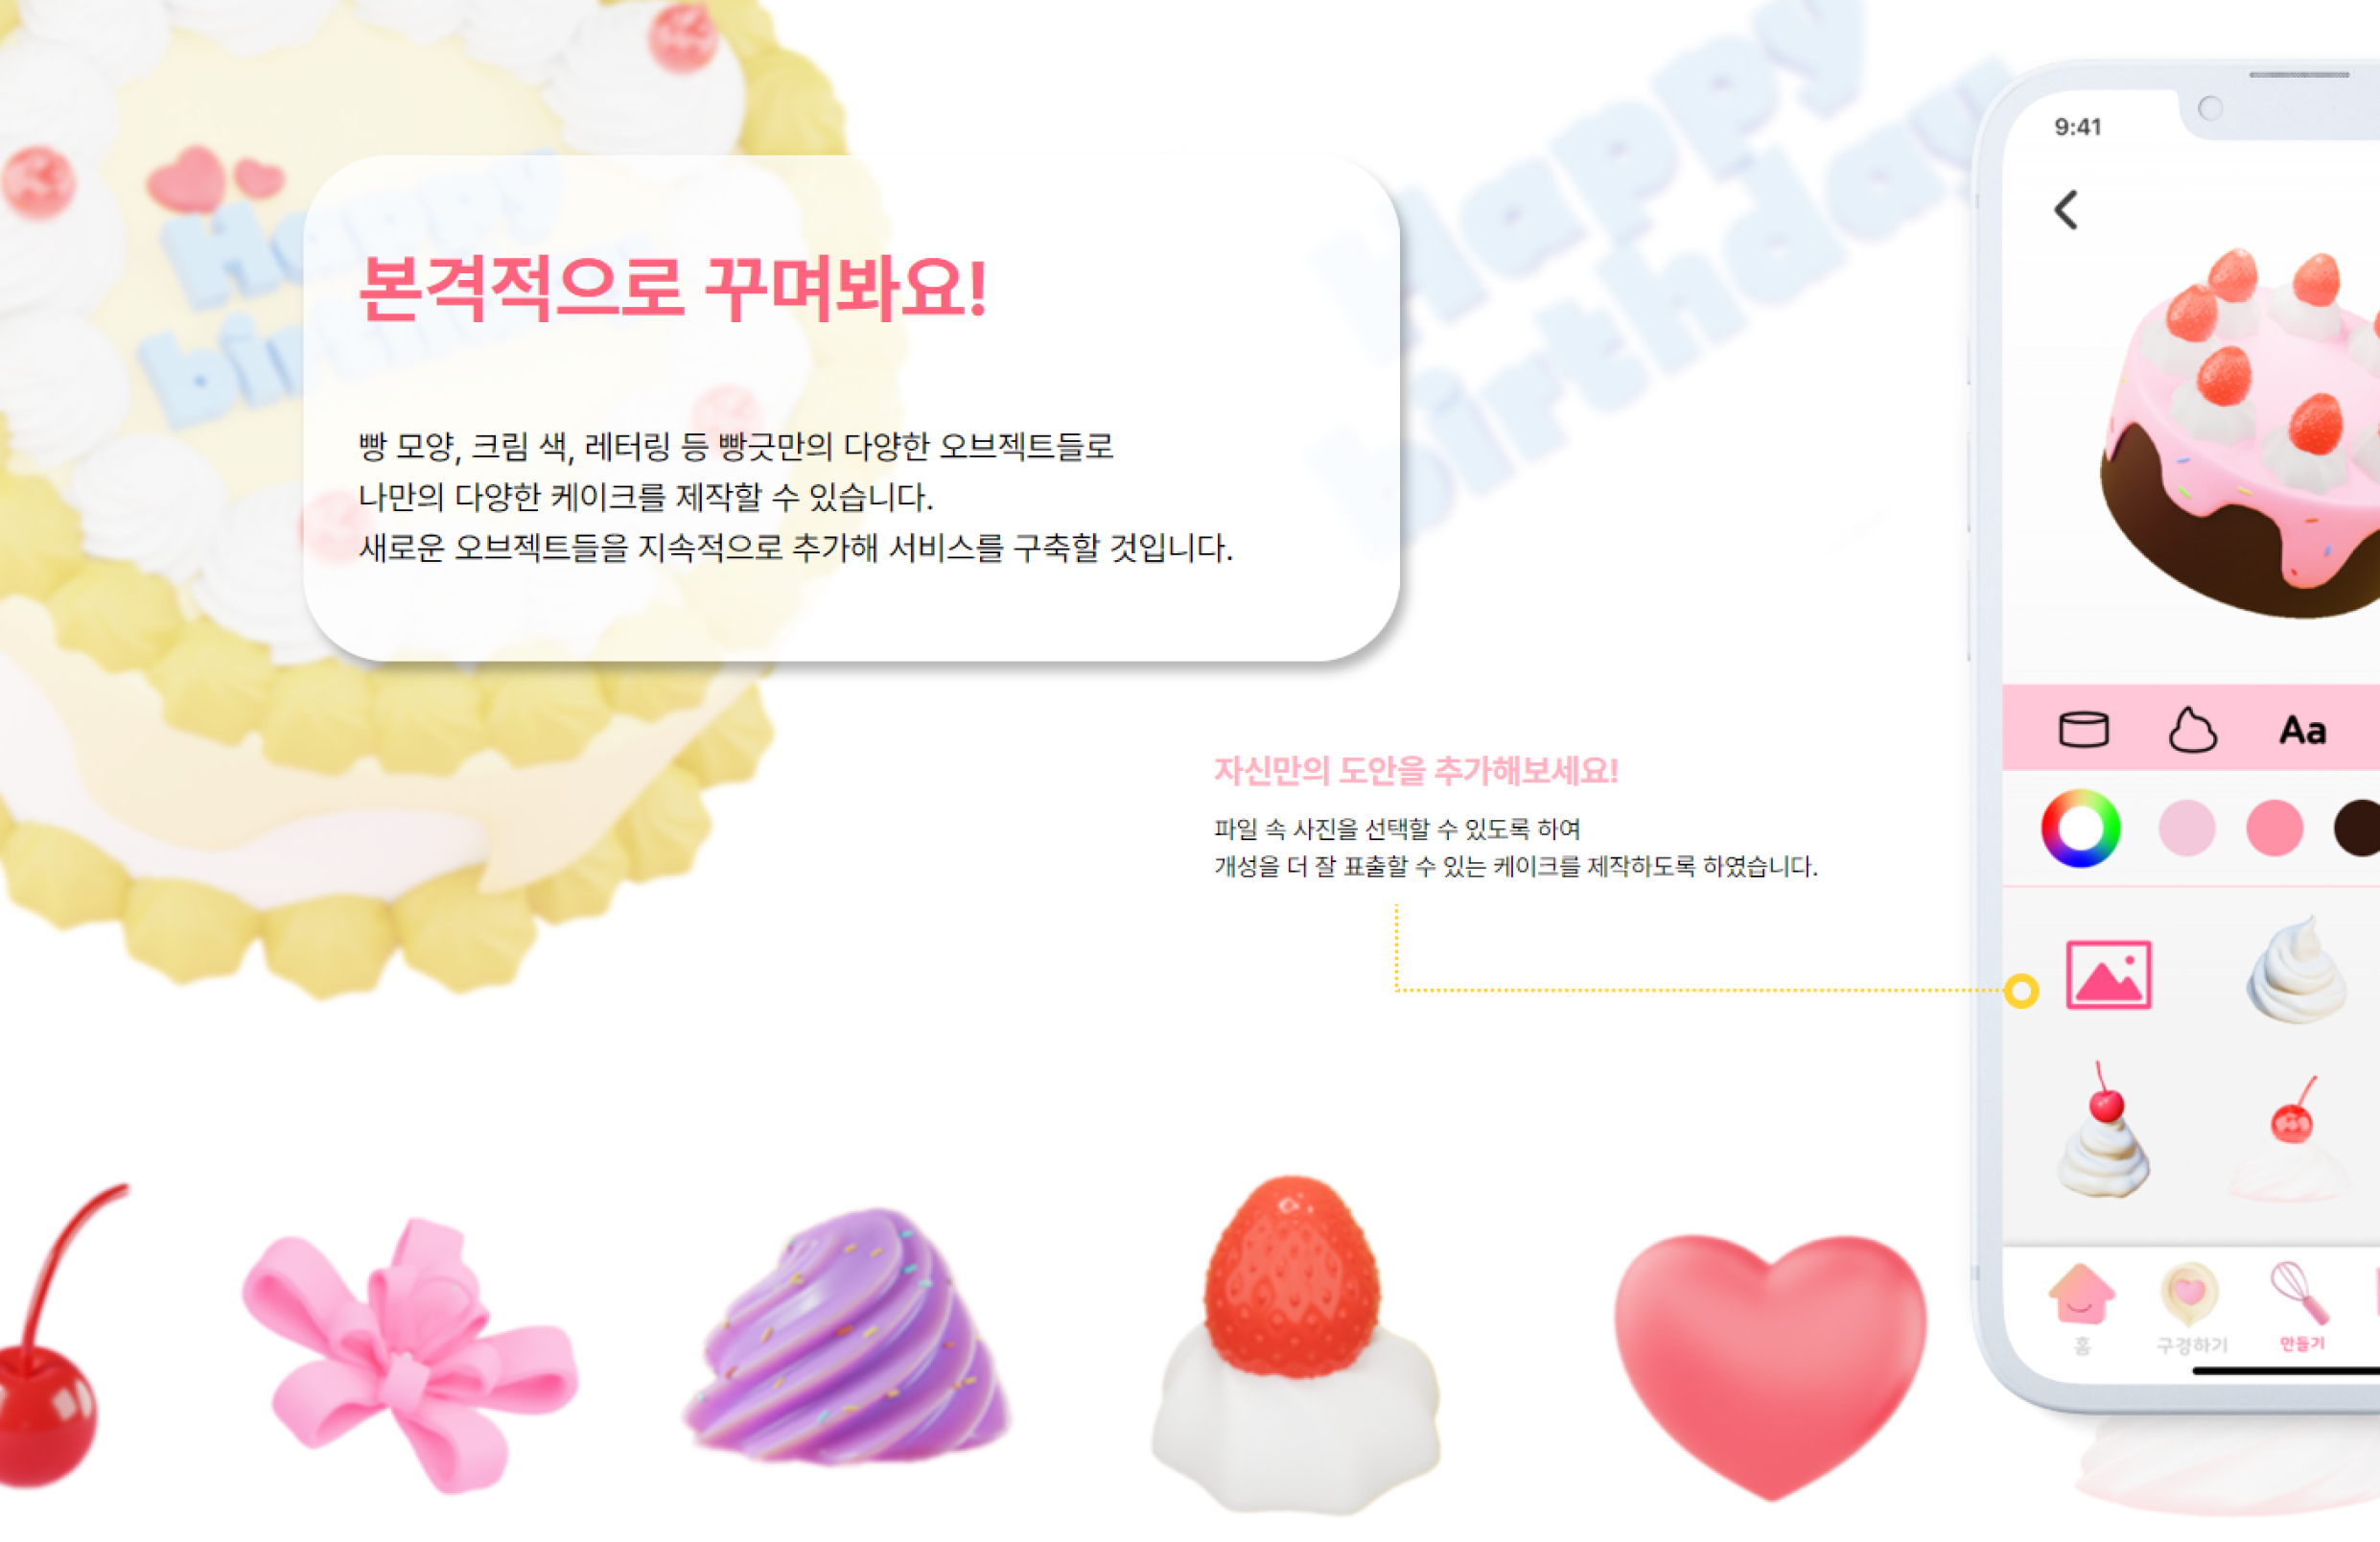 Happy
birthday
Happy
birthday
본격적으로 꾸며봐요!
빵 모양, 크림 색, 레터링 등 빵긋만의 다양한 오브젝트들로
나만의 다양한 케이크를 제작할 수 있습니다.
새로운 오브젝트들을 지속적으로 추가해 서비스를 구축할 것입니다.
자신만의 도안을 추가해보세요!
파일 속 사진을 선택할 수 있도록 하여
개성을 더 잘 표출할 수 있는 케이크를 제작하도록 하였습니다.
9:41
Aa
홈 구경하기 만들기